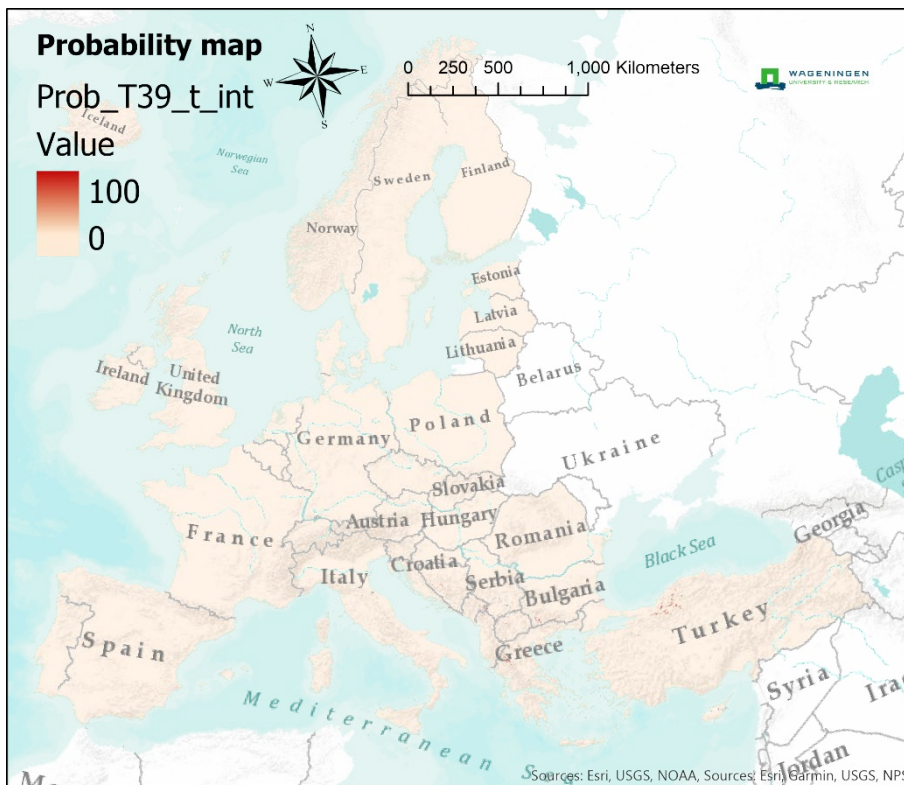 Probability map
Prob_T39_t_int
Value
100
0
N
W
E
S
0 250 500 1,000 Kilometers
WAGENINGEN
UNIVERSITY & RESEARCH
Iceland
Norwegian
Sea
Sweden
Finland
Norway
Estonia
Latvia
Lithuania
North
Sea
Ireland
United
Kingdom
Belarus
Poland
Germany
Ukraine
Slovakia
Austria
Hungary
France
Romania
Croatia
Italy
Serbia
Bulgaria
Black Sea
Georgia
Casp
Turkey
Greece
Spain
Syria
Iraq
Mediterranean Sea
Jordan
Sources: Esri, USGS, NOAA, Sources: Esri, Garmin, USGS, NPS